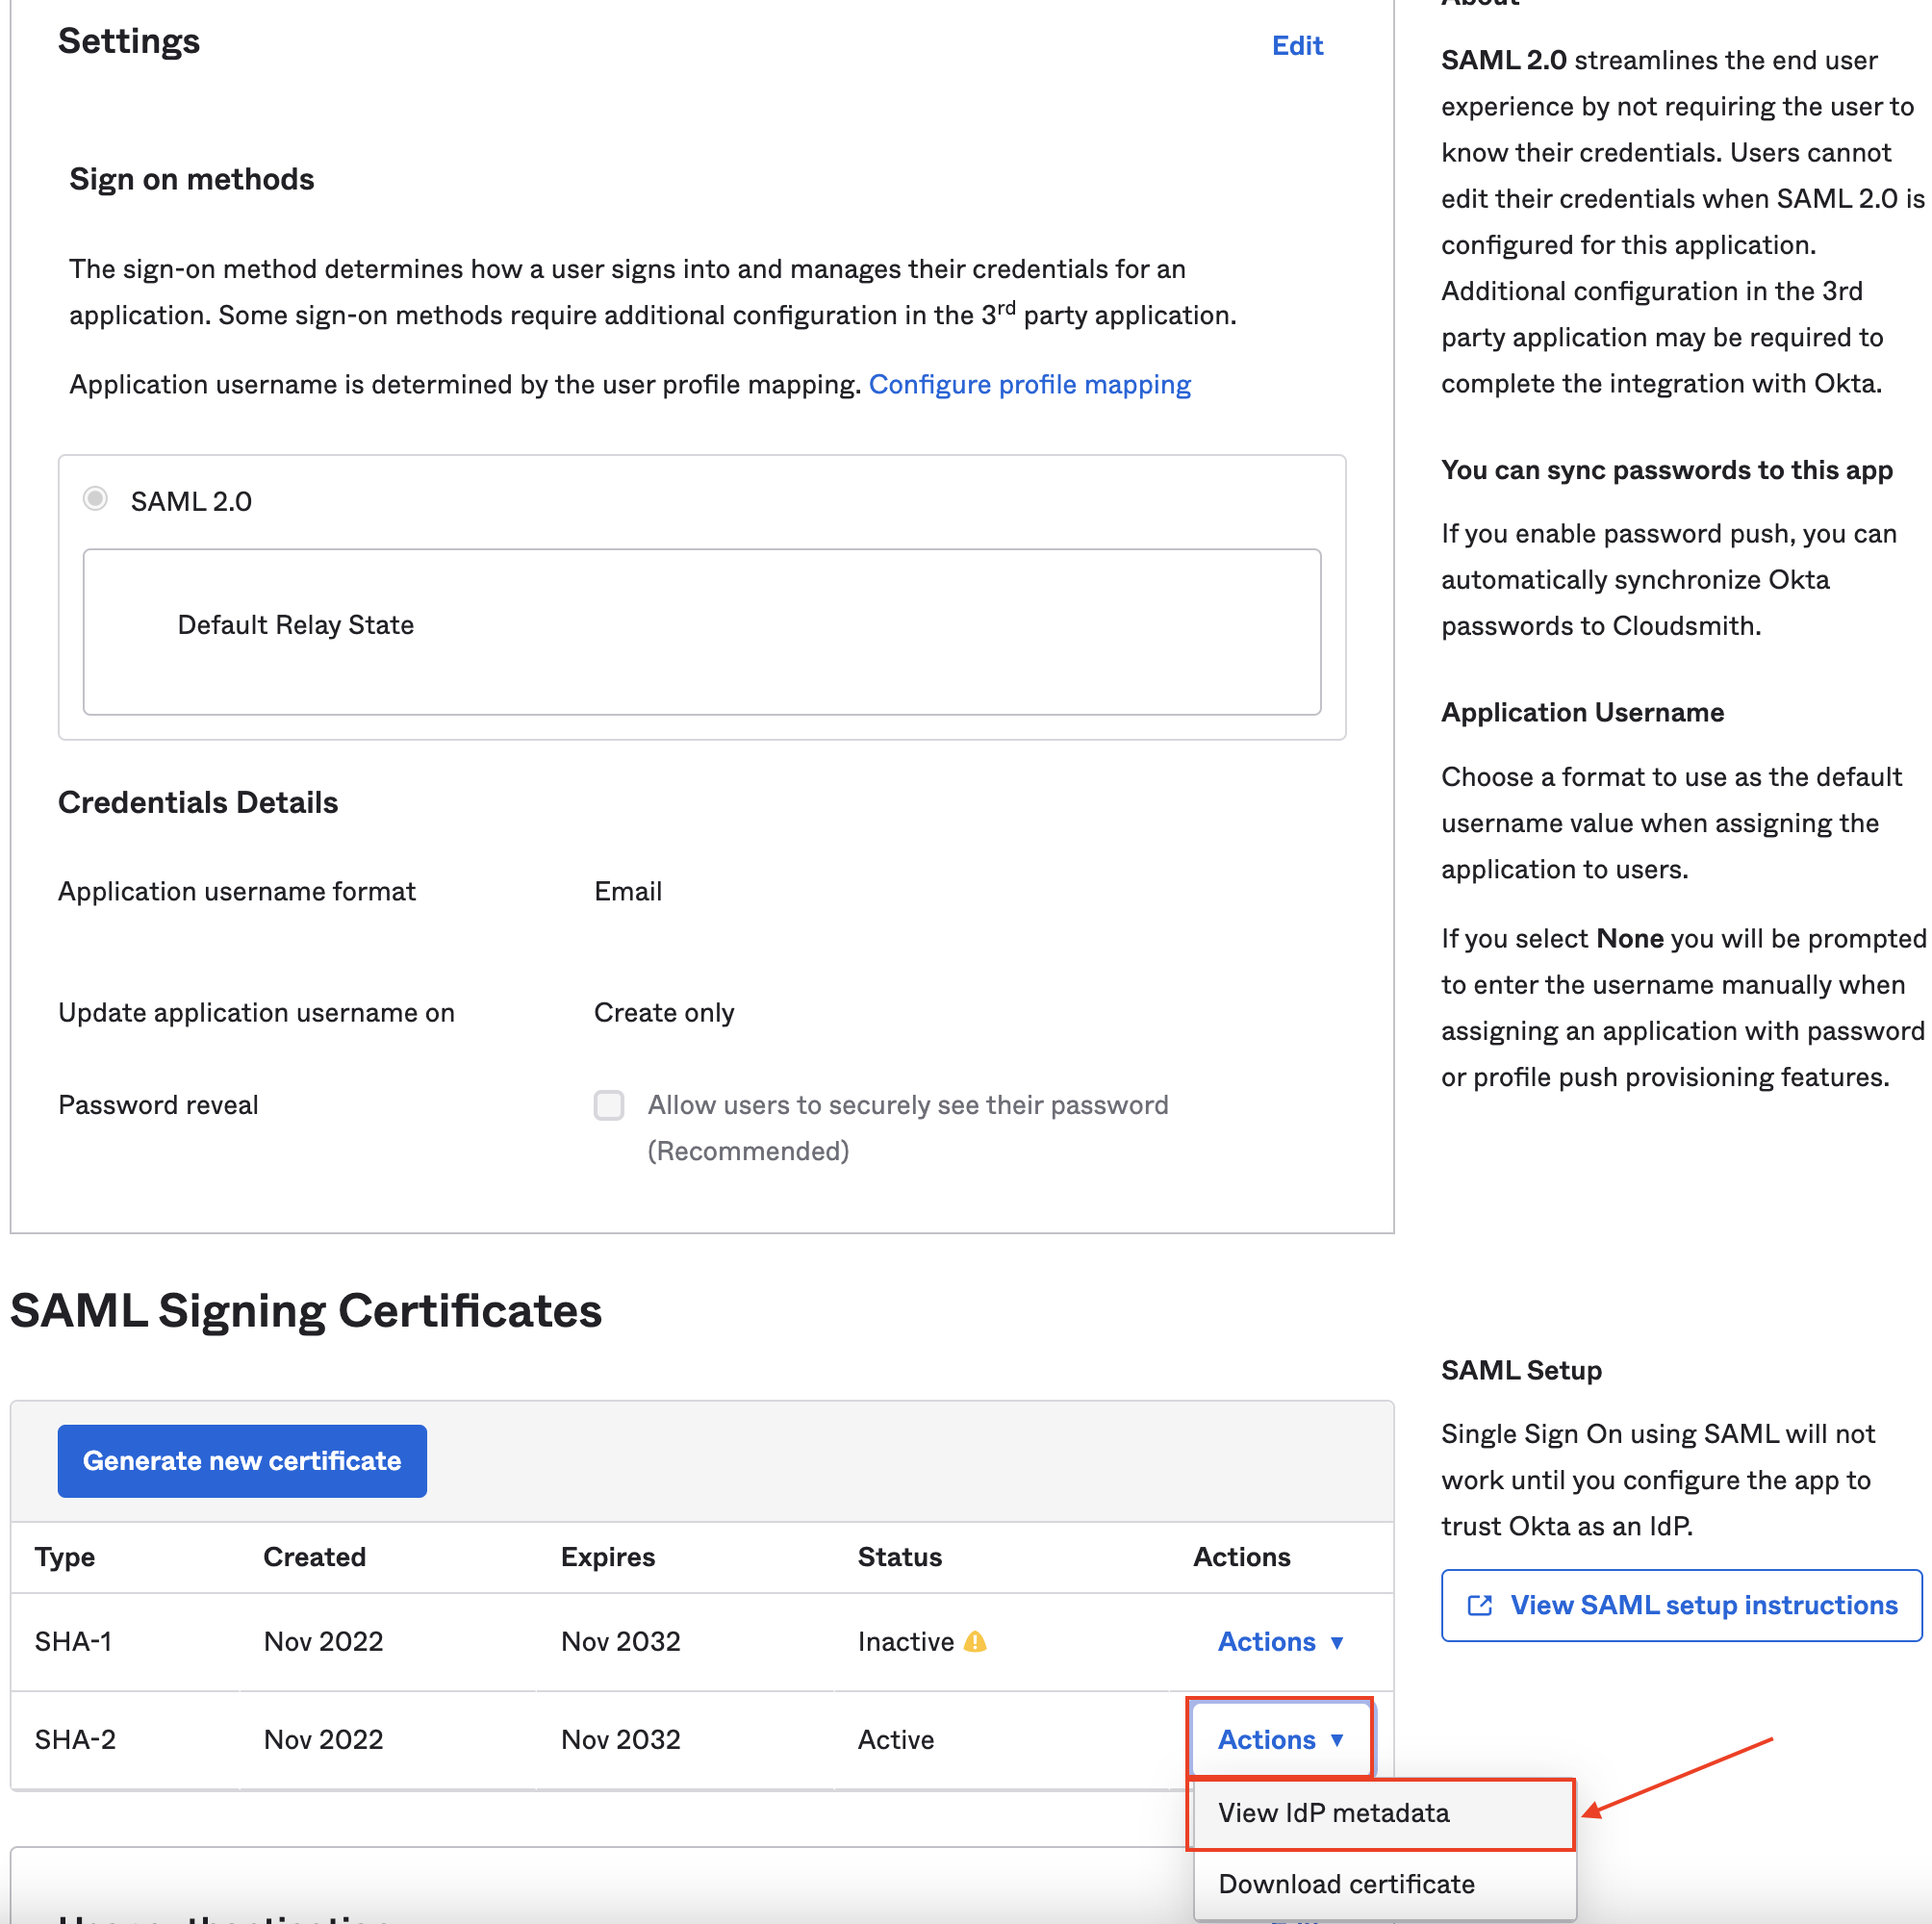 Settings
Edit
Sign on methods
The sign-on method determines how a user signs into and manages their credentials for an
application. Some sign-on methods require additional configuration in the 3rd party application.
Application username is determined by the user profile mapping. Configure profile mapping
SAML 2.0
Default Relay State
Credentials Details
Application username format Email
Update application username on Create only
Password reveal Allow users to securely see their password
(Recommended)
About
SAML 2.0 streamlines the end user
experience by not requiring the user to
know their credentials. Users cannot
edit their credentials when SAML 2.0 is
configured for this application.
Additional configuration in the 3rd
party application may be required to
complete the integration with Okta.
You can sync passwords to this app
If you enable password push, you can
automatically synchronize Okta
passwords to Cloudsmith.
Application Username
Choose a format to use as the default
username value when assigning the
application to users.
If you select None you will be prompted
to enter the username manually when
assigning an application with password
or profile push provisioning features.
SAML Signing Certificates
Generate new certificate
Type Created Expires Status Actions
SHA-1 Nov 2022 Nov 2032 Inactive Actions ▼
SHA-2 Nov 2022 Nov 2032 Active Actions ▼
View IdP metadata
Download certificate
SAML Setup
Single Sign On using SAML will not
work until you configure the app to
trust Okta as an IdP.
View SAML setup instructions